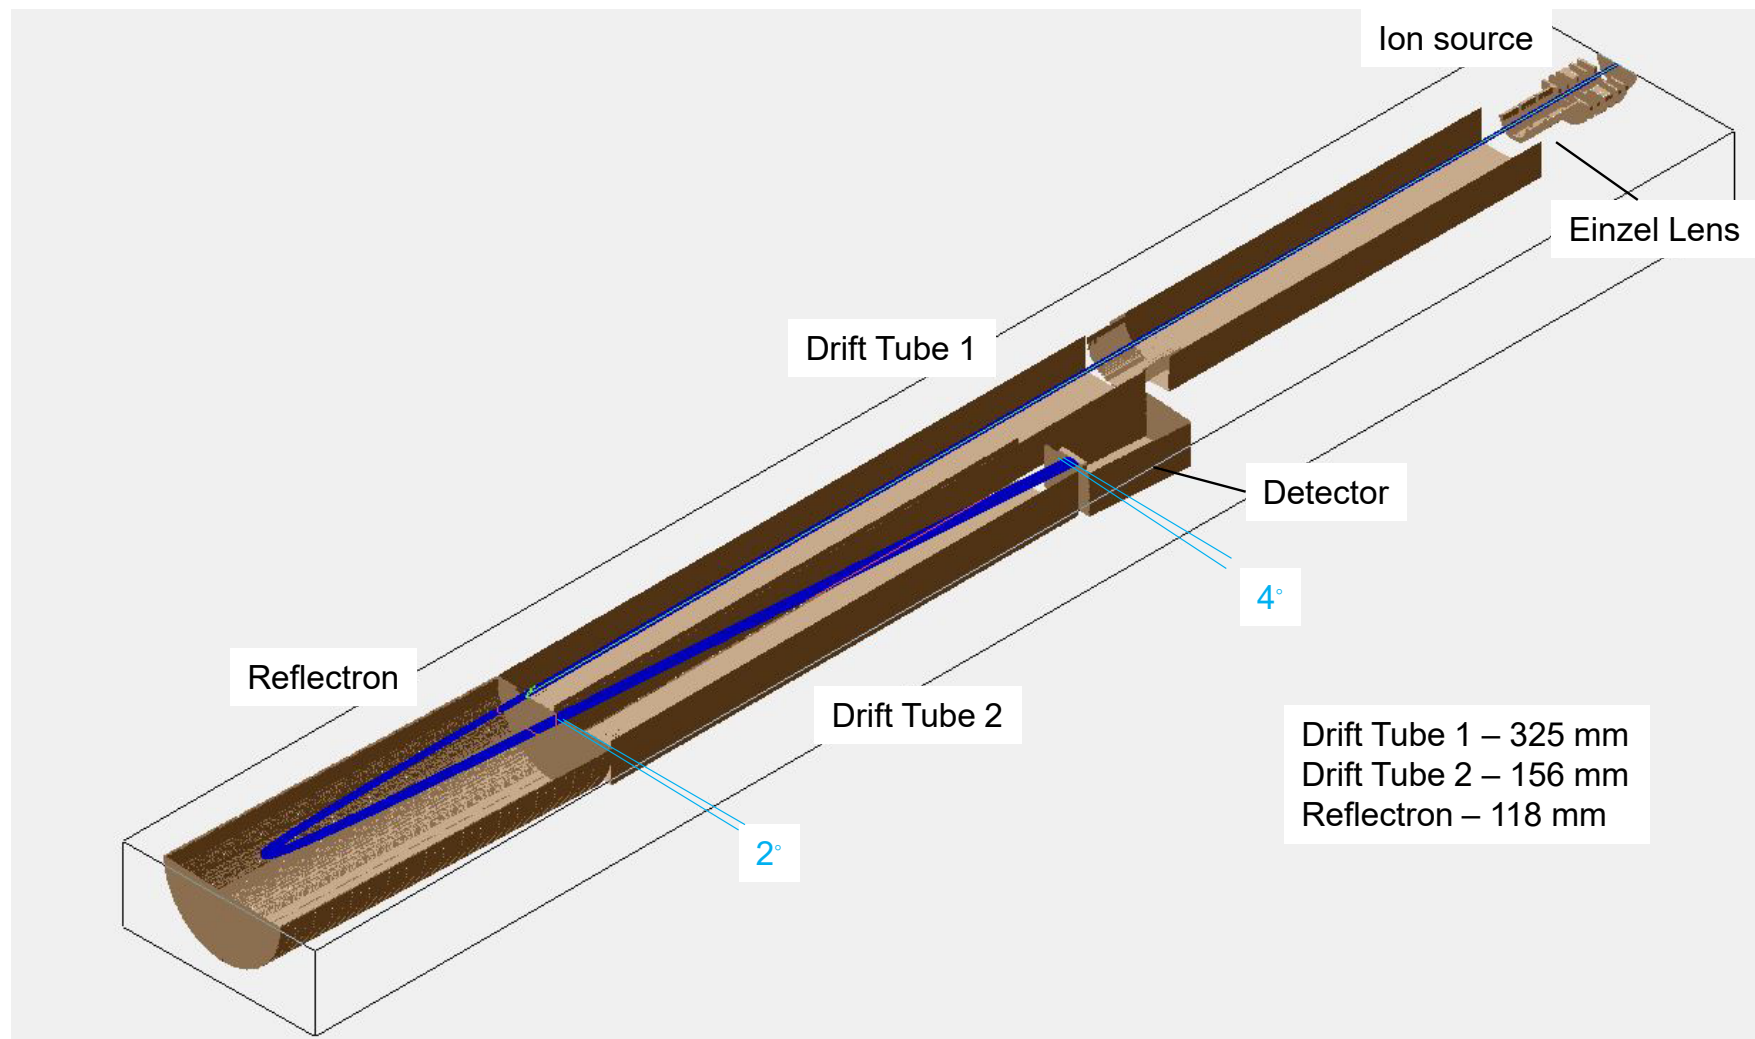 Ion source
Einzel Lens
Drift Tube 1
Detector
4°
Reflectron
Drift Tube 2
2°
Drift Tube 1 – 325 mm
Drift Tube 2 – 156 mm
Reflectron – 118 mm